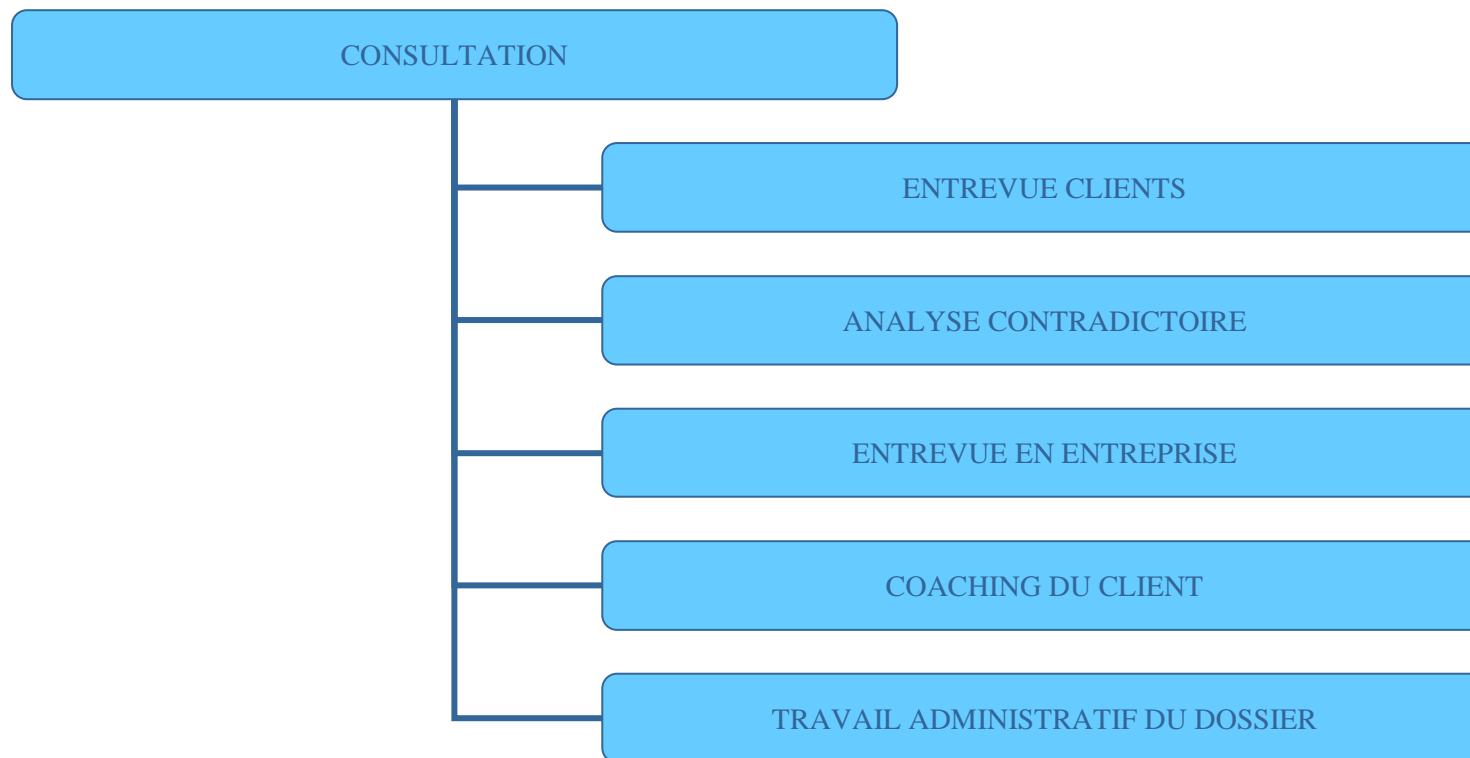 CONSULTATION
ENTREVUE CLIENTS
ANALYSE CONTRADICTOIRE
ENTREVUE EN ENTREPRISE
COACHING DU CLIENT
TRAVAIL ADMINISTRATIF DU DOSSIER